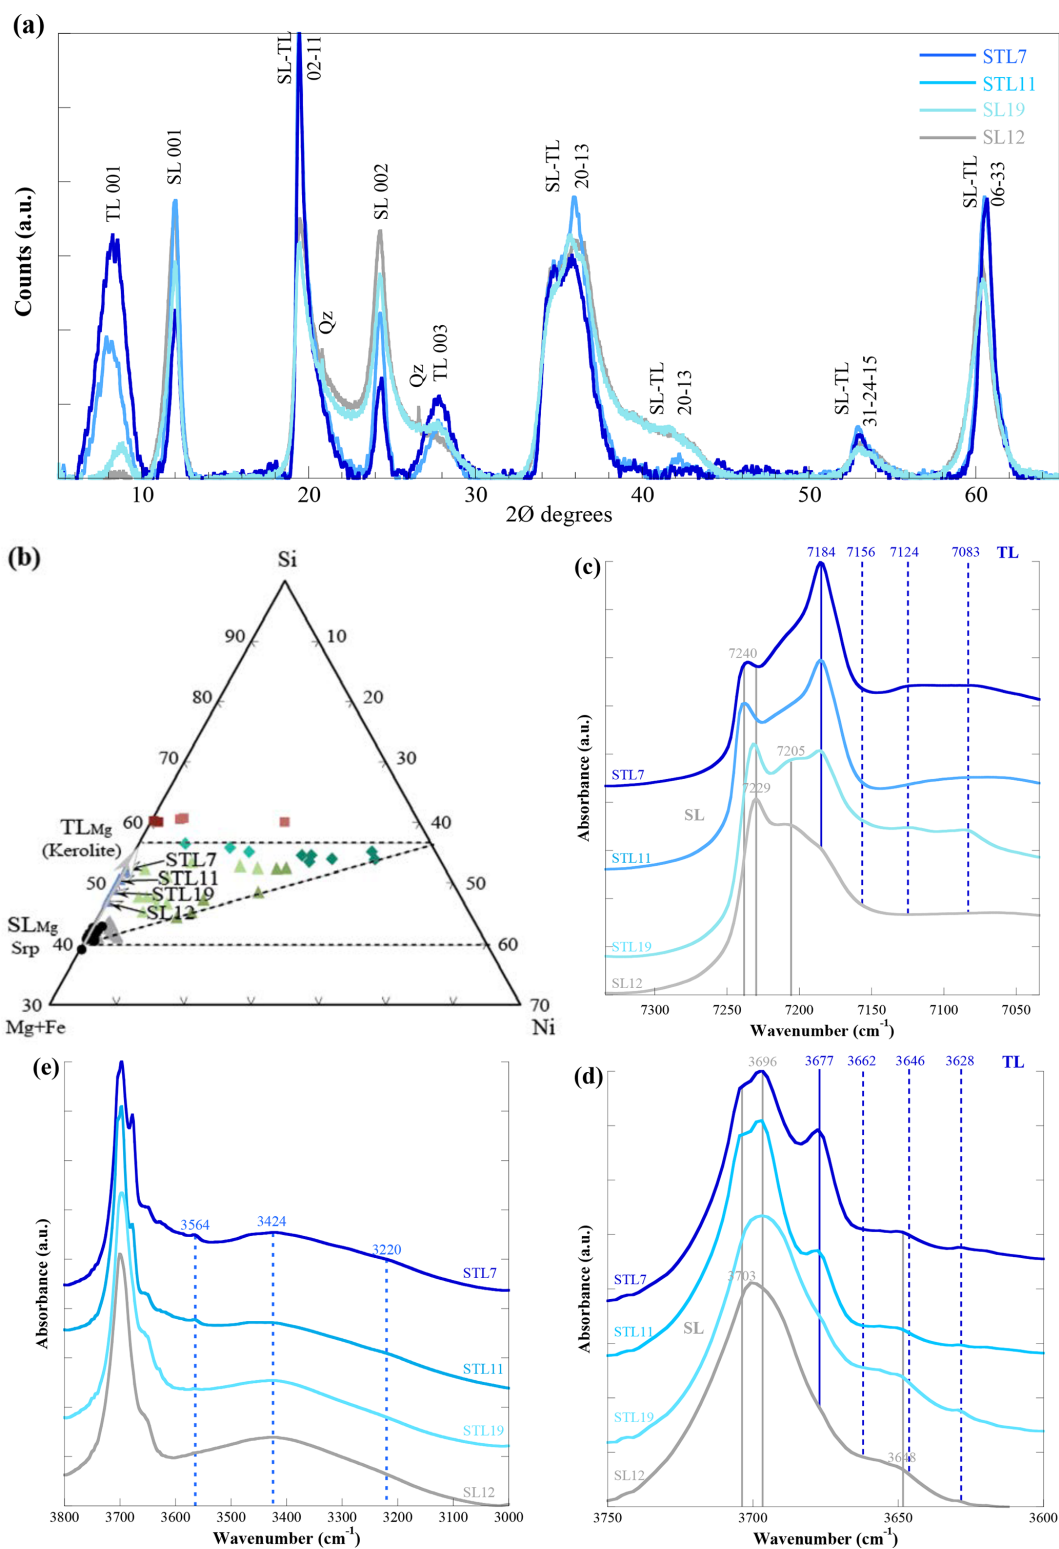 (a)
SL-TL
02-11
STL7
STL11
SL19
SL12
SL 001
TL 001
SL 002
SL-TL
20-13
SL-TL
06-33
Qz
Qz
TL 003
SL-TL
20-13
SL-TL
31-24-15
Counts (a.u.)
10
20
30
40
50
60
2Ø degrees
(b)
Si
90
10
80
20
70
30
60
40
TLMg
(Kerolite)
STL7
STL11
STL19
SL12
50
50
SLMg
Srp
40
60
30
70
Mg+Fe
Ni
(c)
7184
7156
7124
7083
TL
7240
7205
7229
STL7
SL
STL11
STL19
SL12
Absorbance (a.u.)
7300
7250
7200
7150
7100
7050
Wavenumber (cm-1)
(e)
3564
3424
3220
STL7
STL11
STL19
SL12
Absorbance (a.u.)
3800
3700
3600
3500
3400
3300
3200
3100
3000
Wavenumber (cm-1)
(d)
3696
3677
3662
3646
3628
TL
3703
STL7
SL
STL11
STL19
SL12
3648
Absorbance (a.u.)
3750
3700
3650
3600
Wavenumber (cm-1)